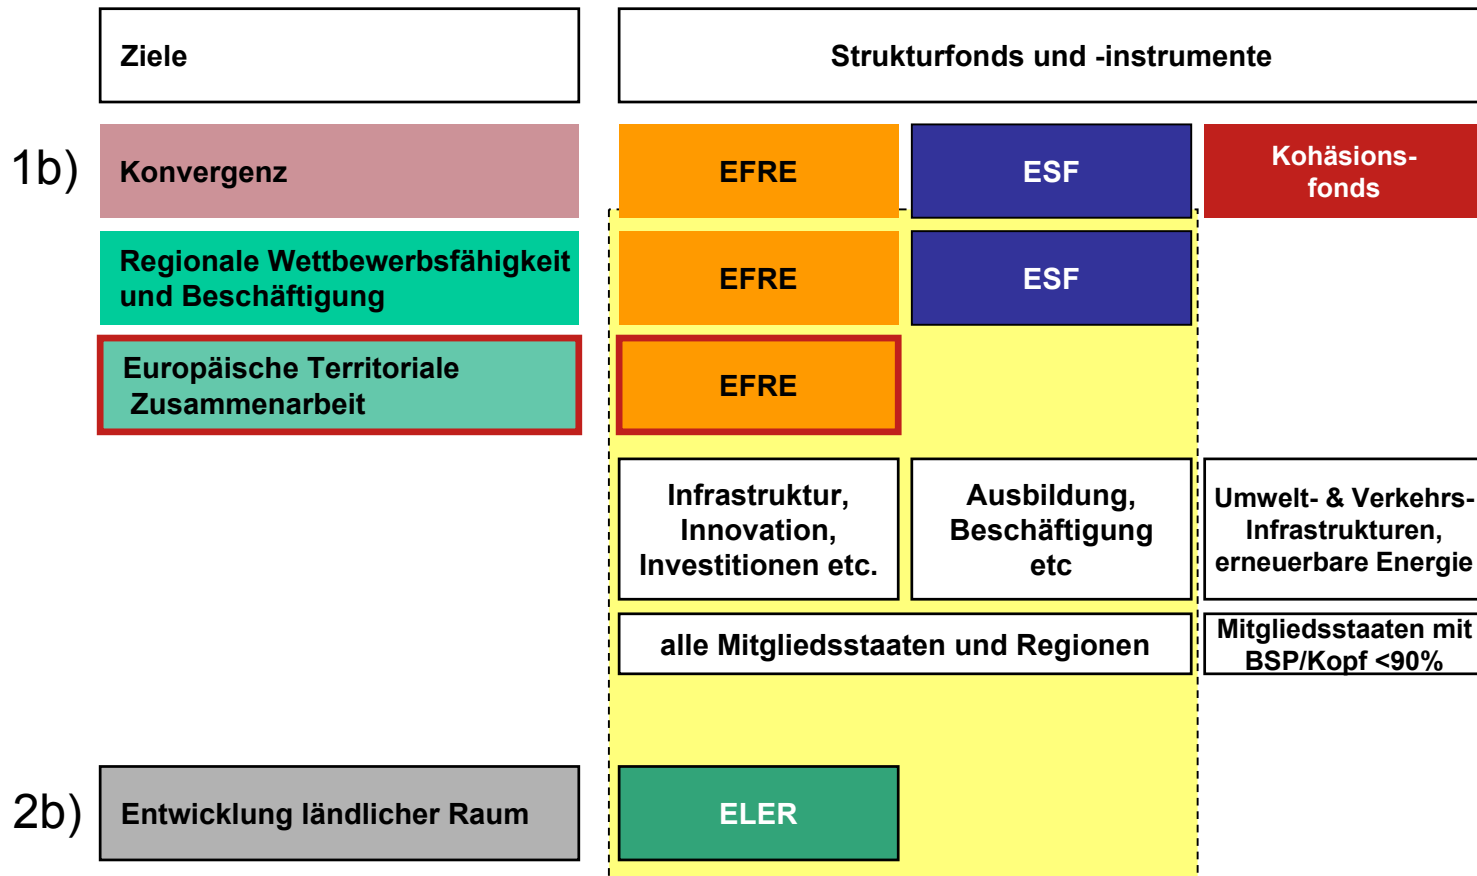 Ziele
Strukturfonds und -instrumente
1b)
Konvergenz
EFRE
ESF
Kohäsions-
fonds
Regionale Wettbewerbsfähigkeit
und Beschäftigung
EFRE
ESF
Europäische Territoriale
Zusammenarbeit
EFRE
Infrastruktur,
Innovation,
Investitionen etc.
Ausbildung,
Beschäftigung
etc
Umwelt- & Verkehrs-
Infrastrukturen,
erneuerbare Energie
alle Mitgliedsstaaten und Regionen
Mitgliedsstaaten mit
BSP/Kopf <90%
2b)
Entwicklung ländlicher Raum
ELER